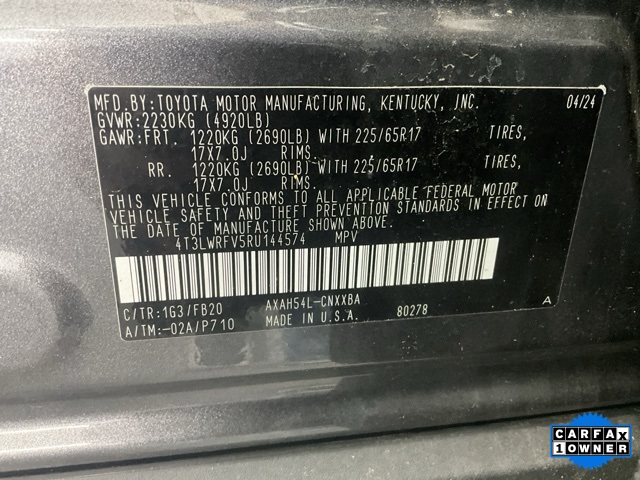 MFD.BY:TOYOTA MOTOR MANUFACTURING, KENTUCKY, INC. 04/24
GVWR:2230KG (4920LB)
GAWR:FRT. 1220KG (2690LB) WITH 225/65R17 TIRES,
17X7.0J RIMS.
RR. 1220KG (2690LB) WITH 225/65R17 TIRES,
17X7.0J RIMS.
THIS VEHICLE CONFORMS TO ALL APPLICABLE FEDERAL MOTOR
VEHICLE SAFETY AND THEFT PREVENTION STANDARDS IN EFFECT ON
THE DATE OF MANUFACTURE SHOWN ABOVE.
4T3LWRFV5RU144574 MPV
C/TR:1G3/FB20 AXAH54L-CNXXBA
A/TM:-02A/P710 MADE IN U.S.A. 80278 A
CARFAX
1 OWNER